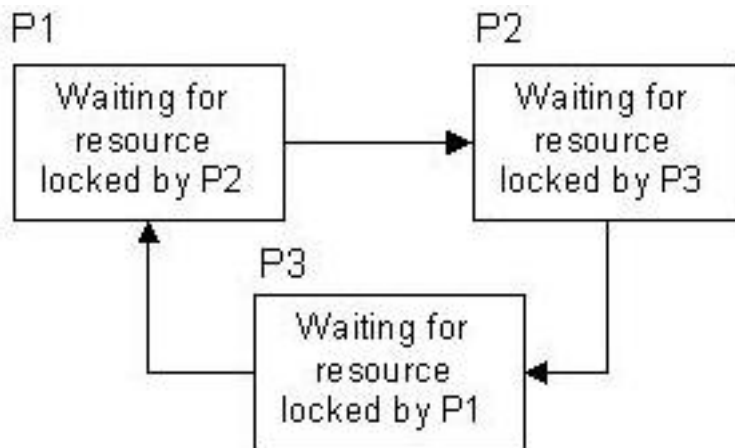 P1
Waiting for
resource
locked by P2
P2
Waiting for
resource
locked by P3
P3
Waiting for
resource
locked by P1